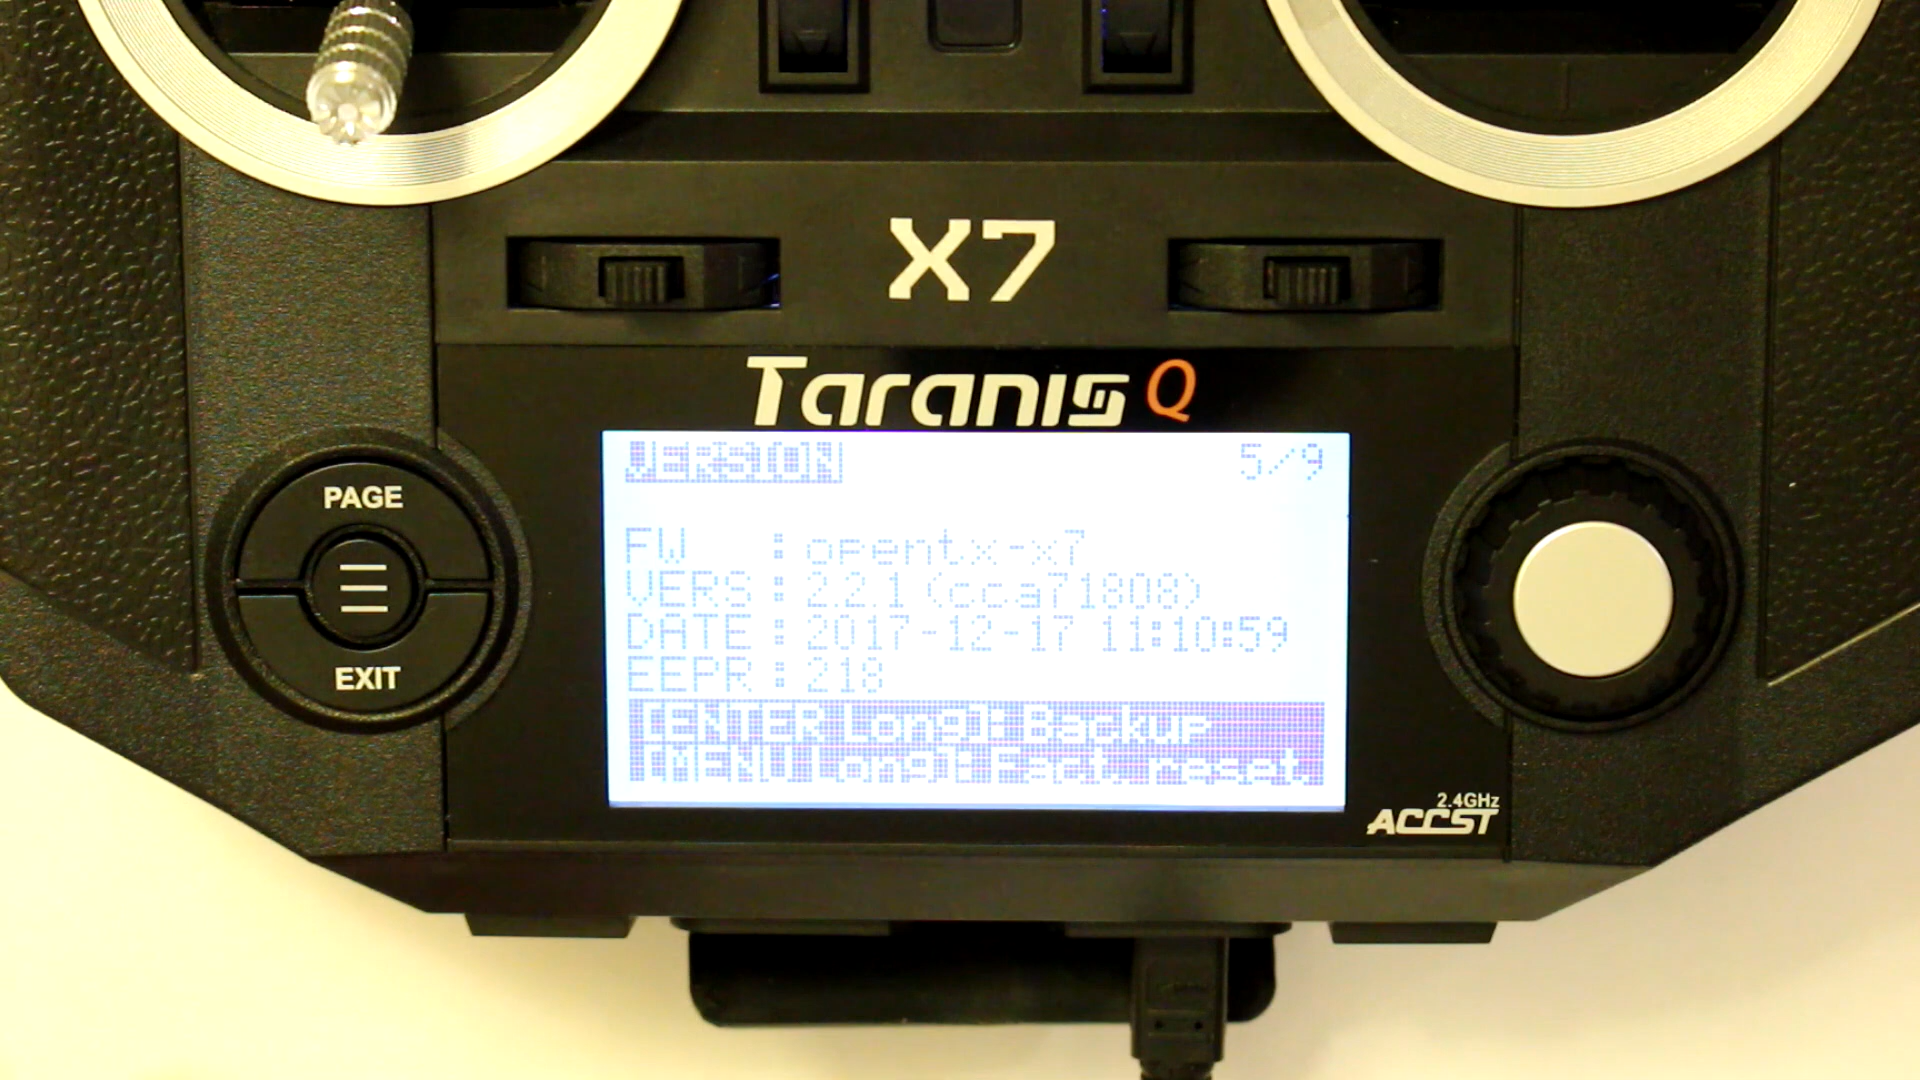 X7
Taranis Q
VERSION 5/9
FW : opentx-x7
VERS : 2.2.1 (cca71808)
DATE : 2017-12-17 11:10:59
EEPR : 218
[ENTER Long]: Backup
[MENU Long]: Fact. reset
PAGE
EXIT
2.4GHz
ACCST